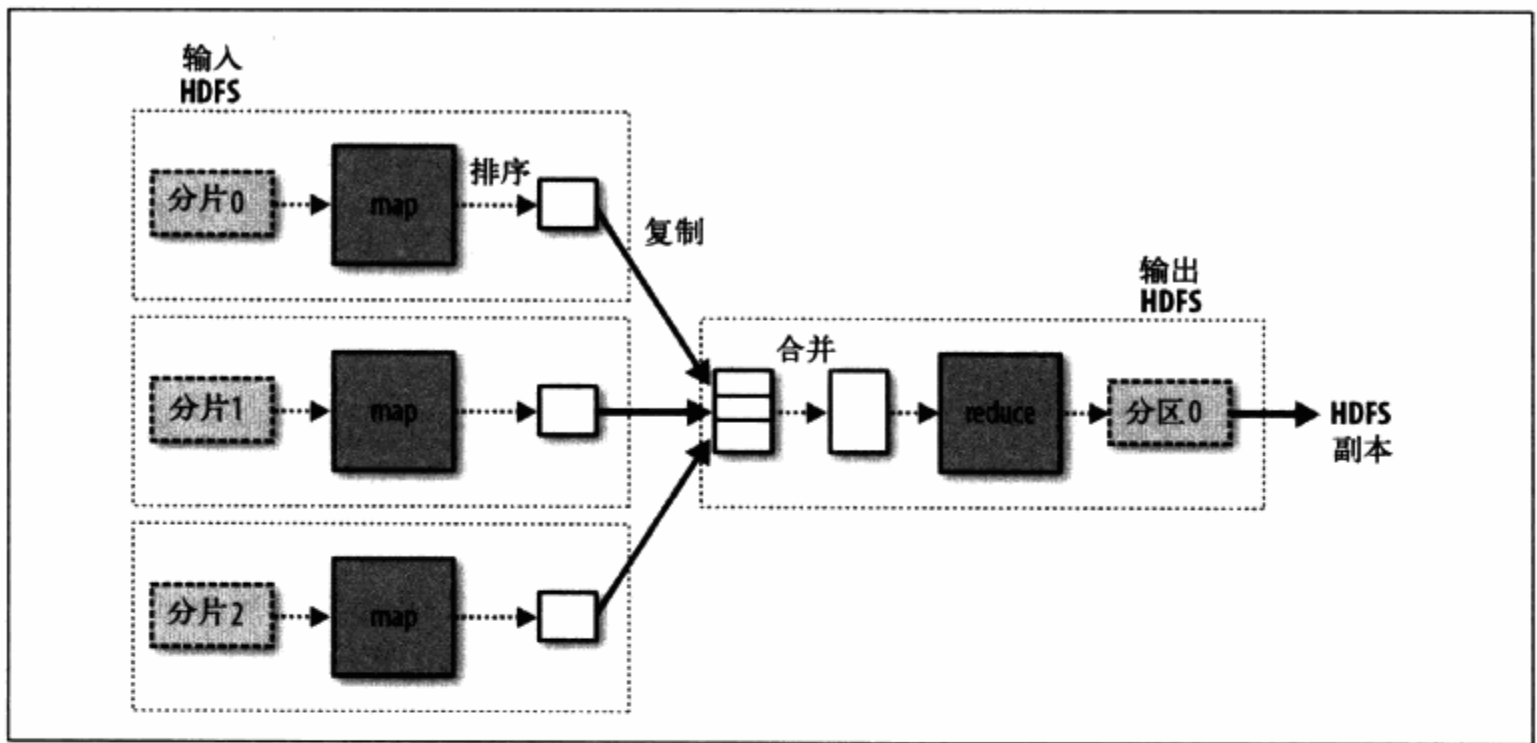 输入
HDFS
分片0
map
排序
复制
分片1
map
分片2
map
合并
reduce
输出
HDFS
分区0
HDFS
副本